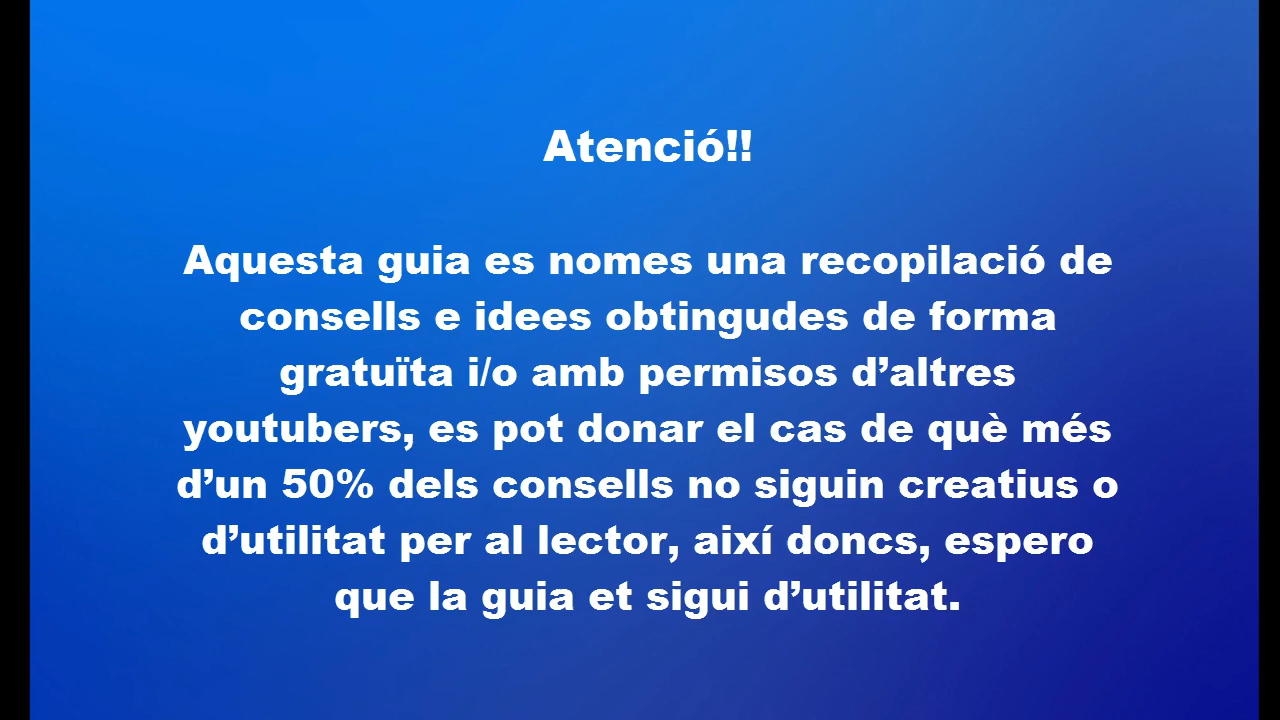 Atenció!!
Aquesta guia es nomes una recopilació de
consells e idees obtingudes de forma
gratuïta i/o amb permisos d’altres
youtubers, es pot donar el cas de què més
d’un 50% dels consells no siguin creatius o
d’utilitat per al lector, així doncs, espero
que la guia et sigui d’utilitat.